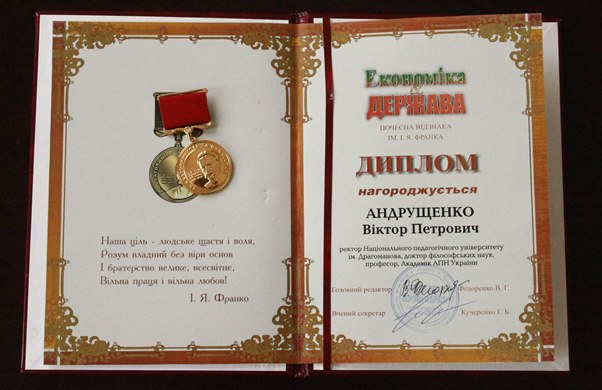 Наша ціль - людське щастя і воля,
Розум владний без віри основ
І братерство велике, всесвітнє,
Вільна праця і вільна любов!
І. Я. Франко
Економіка
&
ДЕРЖАВА
ПОЧЕСНА ВІДЗНАКА
ІМ. І. Я. ФРАНКА
ДИПЛОМ
нагороджується
АНДРУЩЕНКО
Віктор Петрович
ректор Національного педагогічного університету
ім. Драгоманова, доктор філософських наук,
професор, Академік АПН України
Головний редактор Федоренко В. Г.
Вчений секретар Кучеренко Г. Б.